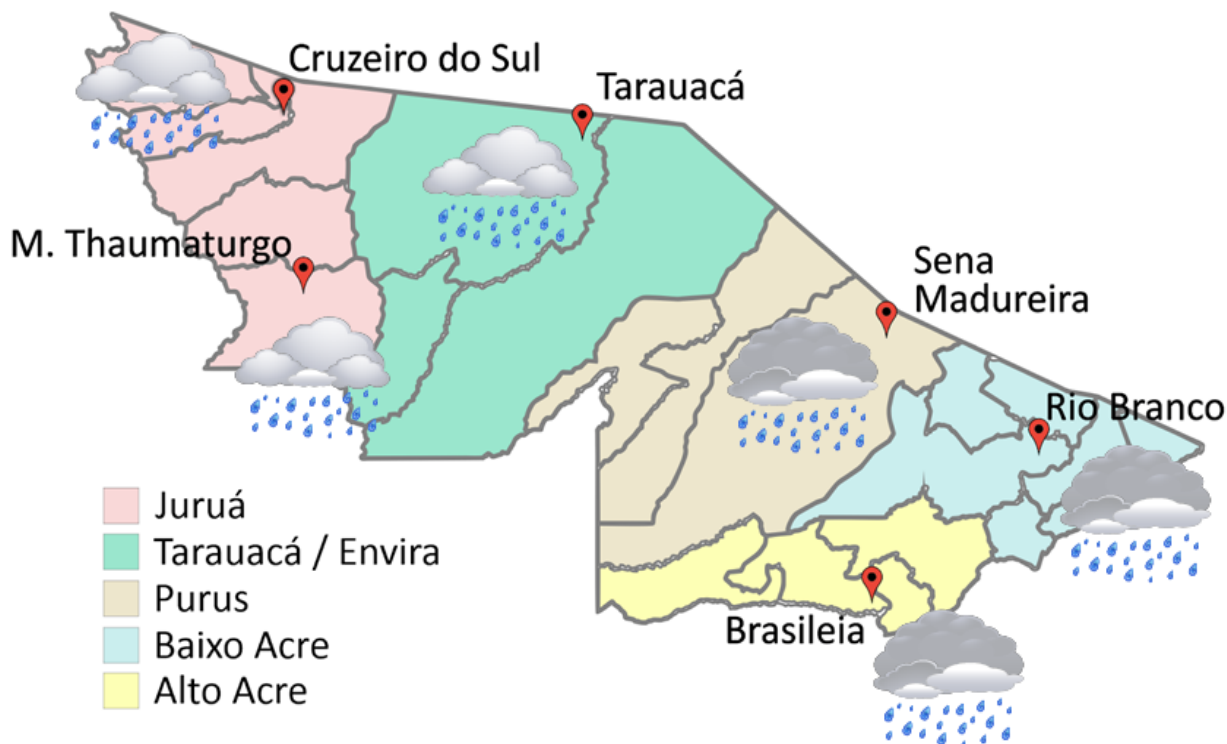 Cruzeiro do Sul
Tarauacá
M. Thaumaturgo
Sena
Madureira
Rio Branco
Brasileia
Juruá
Tarauacá / Envira
Purus
Baixo Acre
Alto Acre